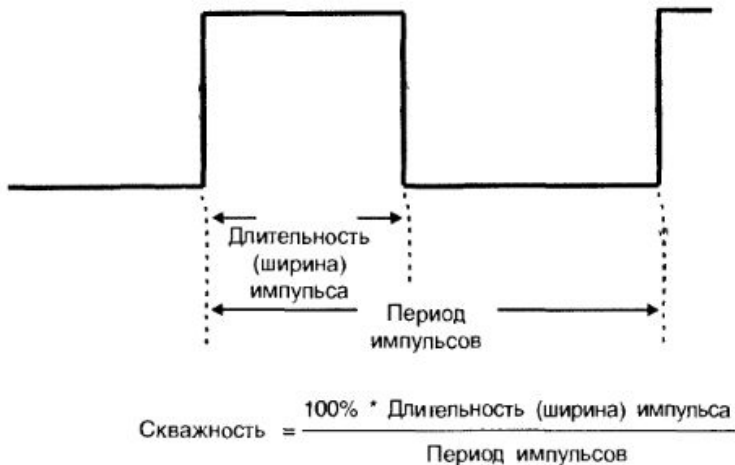 Длительность
(ширина)
импульса
Период
импульсов
Скважность = 100% * Длительность (ширина) импульса
Период импульсов